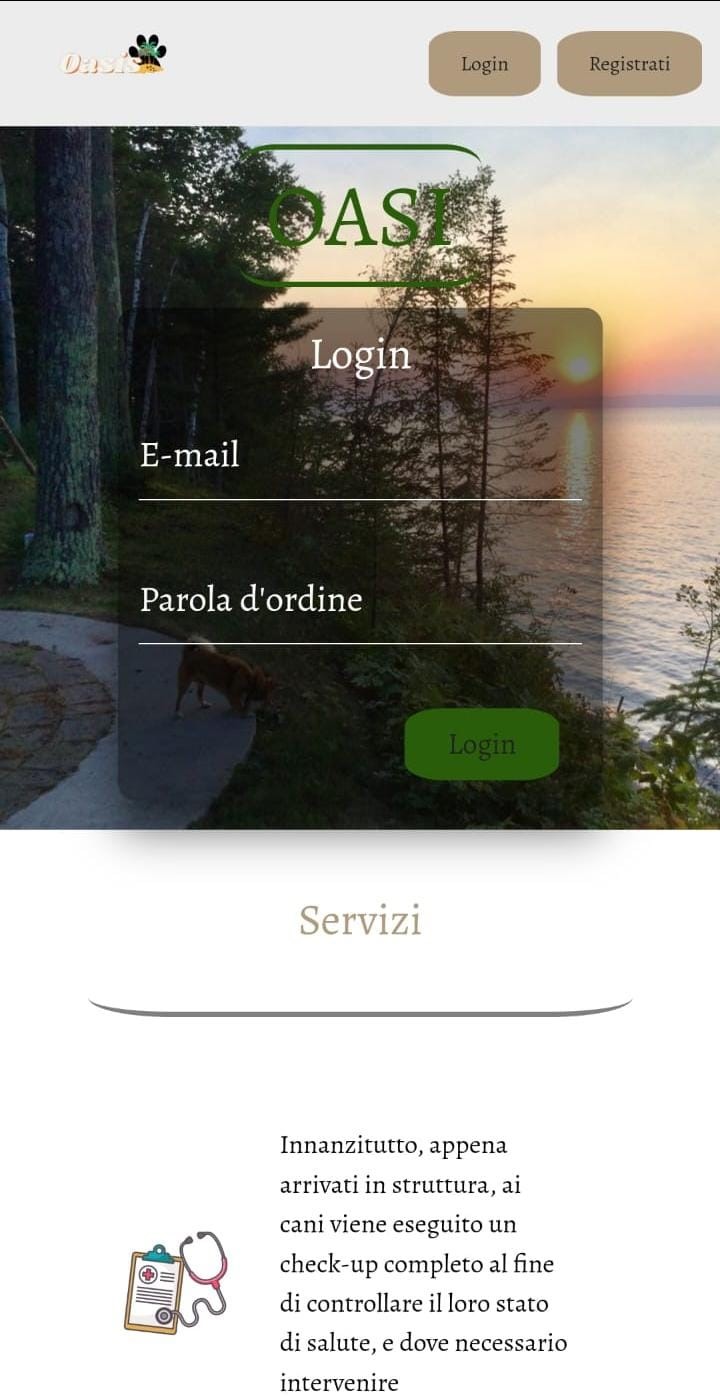 Oasis
Login
Registrati
OASI
Login
E-mail
Parola d'ordine
Login
Servizi
Innanzitutto, appena
arrivati in struttura, ai
cani viene eseguito un
check-up completo al fine
di controllare il loro stato
di salute, e dove necessario
intervenire